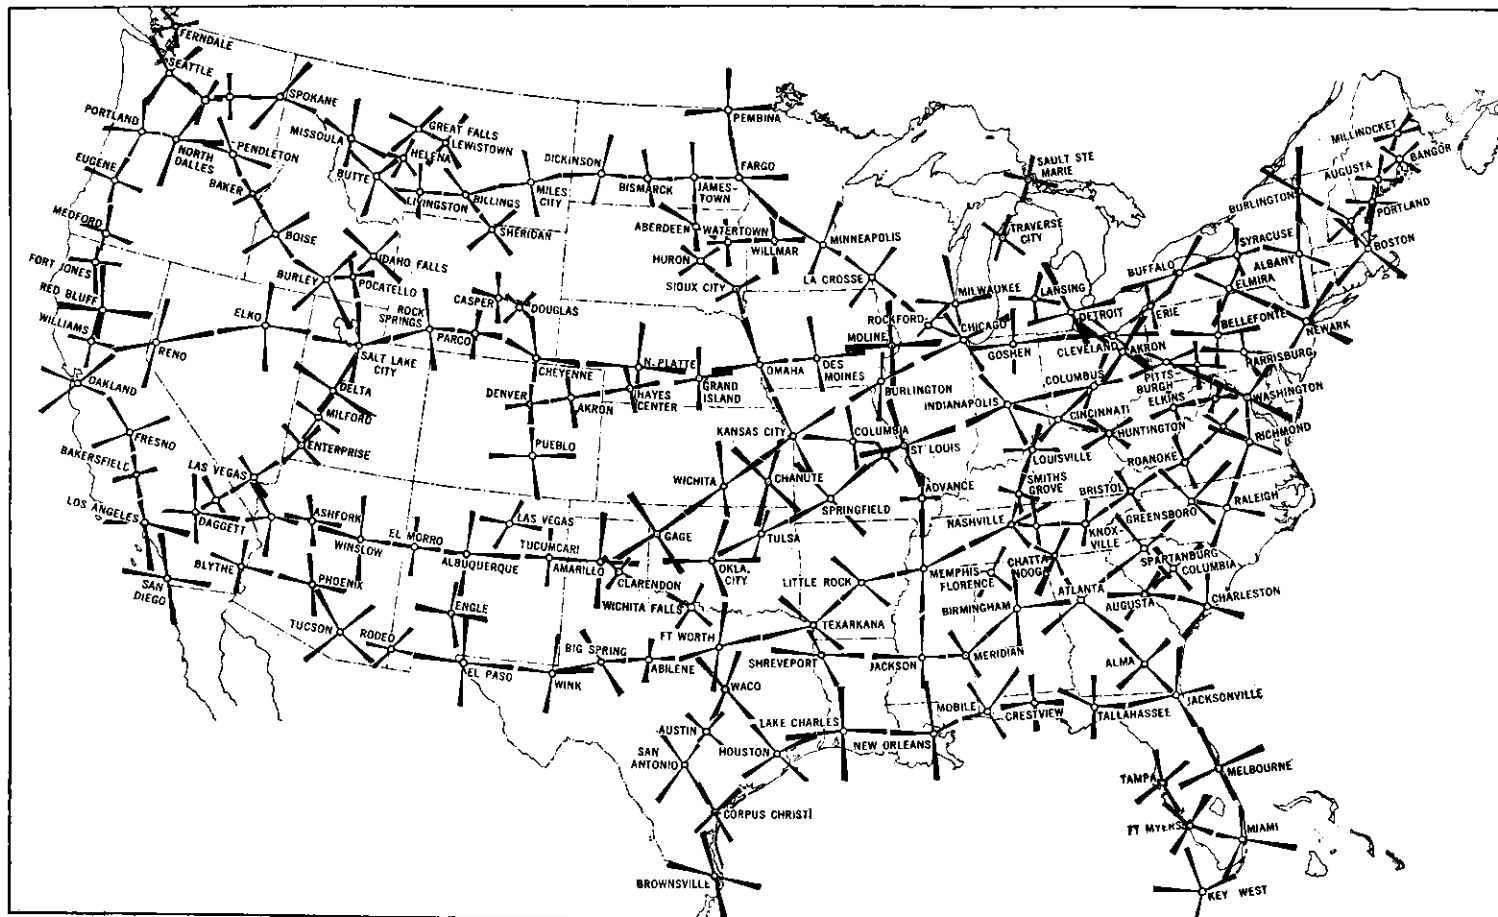 FERNDALE
SEATTLE
SPOKANE
PORTLAND
NORTH
DALLES
PENDLETON
EUGENE
BAKER
MEDFORD
BOISE
FORT JONES
RED BLUFF
WILLIAMS
RENO
ELKO
OAKLAND
FRESNO
BAKERSFIELD
LOS ANGELES
SAN
DIEGO
MISSOULA
GREAT FALLS
LEWISTOWN
HELENA
BUTTE
LIVINGSTON
BILLINGS
SHERIDAN
MILES
CITY
DICKINSON
BISMARCK
JAMES-
TOWN
FARGO
PEMBINA
IDAHO FALLS
BURLEY
POCATELLO
CASPER
DOUGLAS
ROCK
SPRINGS
PARCO
SALT LAKE
CITY
DELTA
MILFORD
ENTERPRISE
LAS VEGAS
DAGGETT
BLYTHE
ASHFORK
WINSLOW
PHOENIX
TUCSON
RODEO
EL MORRO
ALBUQUERQUE
LAS VEGAS
TUCUMCARI
AMARILLO
ENGLE
EL PASO
WINK
BIG SPRING
ABILENE
CHEYENNE
DENVER
AKRON
PUEBLO
N. PLATTE
HAYES
CENTER
GRAND
ISLAND
OMAHA
DES
MOINES
ABERDEEN
WATERTOWN
WILLMAR
HURON
SIOUX CITY
MINNEAPOLIS
LA CROSSE
MILWAUKEE
ROCKFORD
CHICAGO
MOLINE
BURLINGTON
KANSAS CITY
COLUMBIA
ST LOUIS
WICHITA
CHANUTE
SPRINGFIELD
ADVANCE
GAGE
TULSA
OKLA.
CITY
CLARENDON
WICHITA FALLS
FT WORTH
WACO
AUSTIN
SAN
ANTONIO
HOUSTON
CORPUS CHRISTI
BROWNSVILLE
LITTLE ROCK
TEXARKANA
SHREVEPORT
JACKSON
MERIDIAN
LAKE CHARLES
NEW ORLEANS
MOBILE
CRESTVIEW
TALLAHASSEE
MEMPHIS
FLORENCE
BIRMINGHAM
NASHVILLE
CHATTA
NOOGA
SMITHS
GROVE
LOUISVILLE
INDIANAPOLIS
CINCINNATI
COLUMBUS
HUNTINGTON
GOSHEN
LANSING
DETROIT
TRAVERSE
CITY
SAULT STE
MARIE
CLEVELAND
AKRON
ERIE
BUFFALO
SYRACUSE
ELMIRA
ALBANY
BURLINGTON
MILLINOCKET
BANGOR
AUGUSTA
PORTLAND
BOSTON
NEWARK
BELLEFONTE
HARRISBURG
PITTS-
BURGH
ELKINS
WASHINGTON
RICHMOND
ROANOKE
BRISTOL
KNOX-
VILLE
GREENSBORO
RALEIGH
SPARTANBURG
COLUMBIA
ATLANTA
AUGUSTA
CHARLESTON
ALMA
JACKSONVILLE
MELBOURNE
TAMPA
FT MYERS
MIAMI
KEY WEST